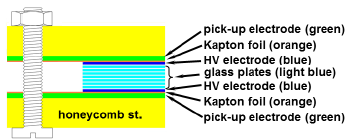 pick-up electrode (green)
Kapton foil (orange)
HV electrode (blue)
glass plates (light blue)
HV electrode (blue)
Kapton foil (orange)
pick-up electrode (green)
honeycomb st.